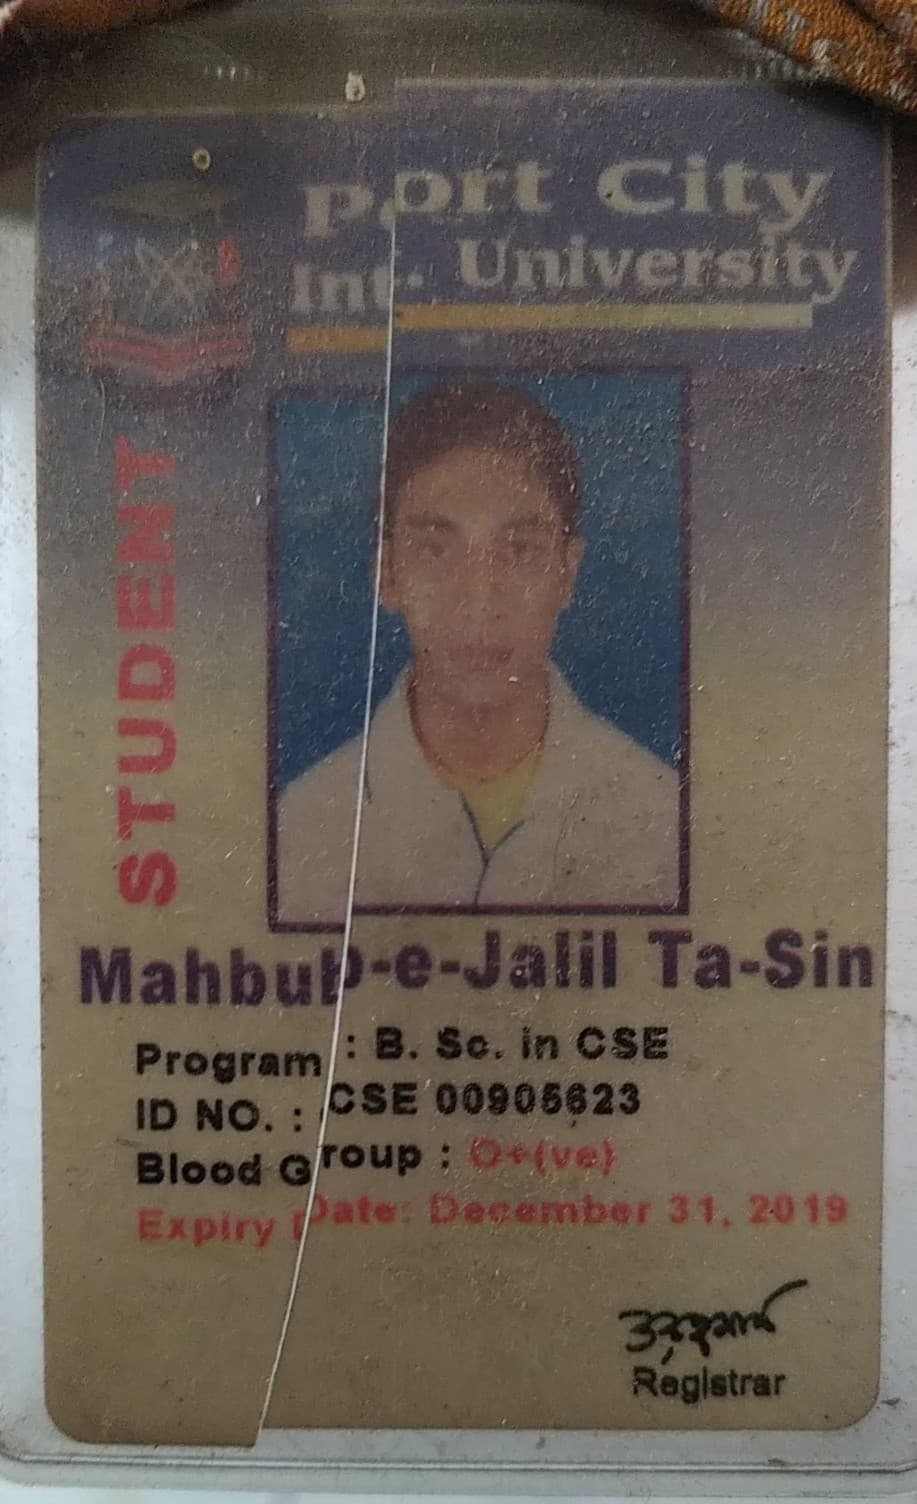 Port City
Int. University
STUDENT
Mahbub-e-Jalil Ta-Sin
Program : B. Sc. in CSE
ID NO. : CSE 00905623
Blood Group : O+(ve)
Expiry Date: December 31, 2019
Registrar